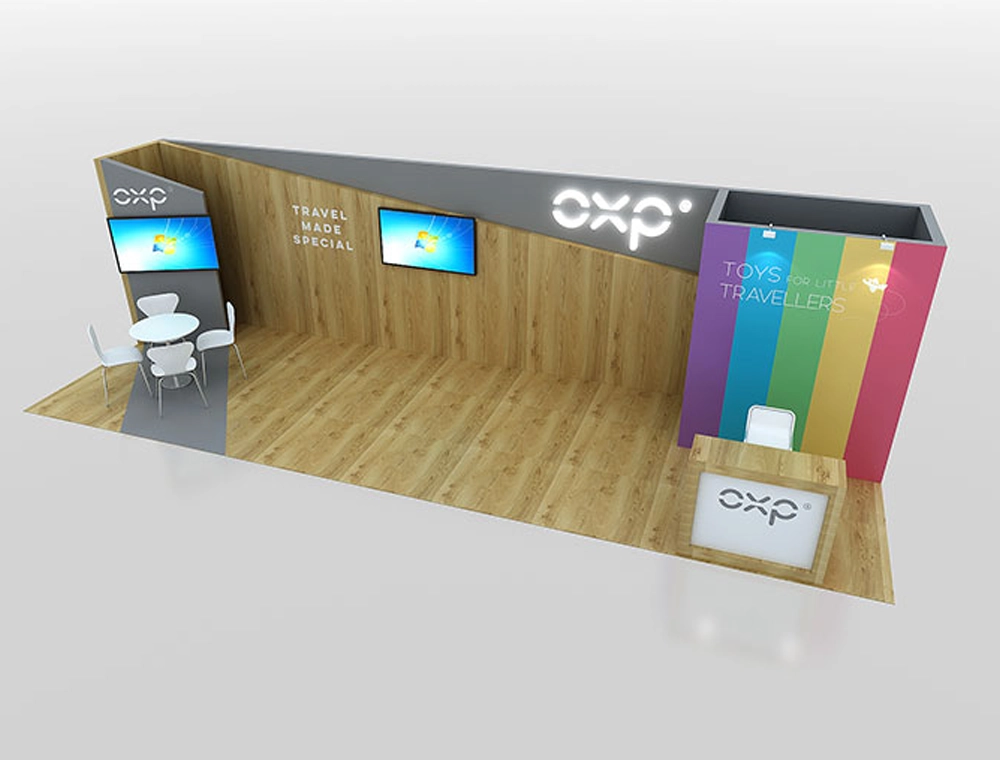 oxp®
TRAVEL
MADE
SPECIAL
oxp®
TOYS FOR LITTLE
TRAVELLERS
oxp®